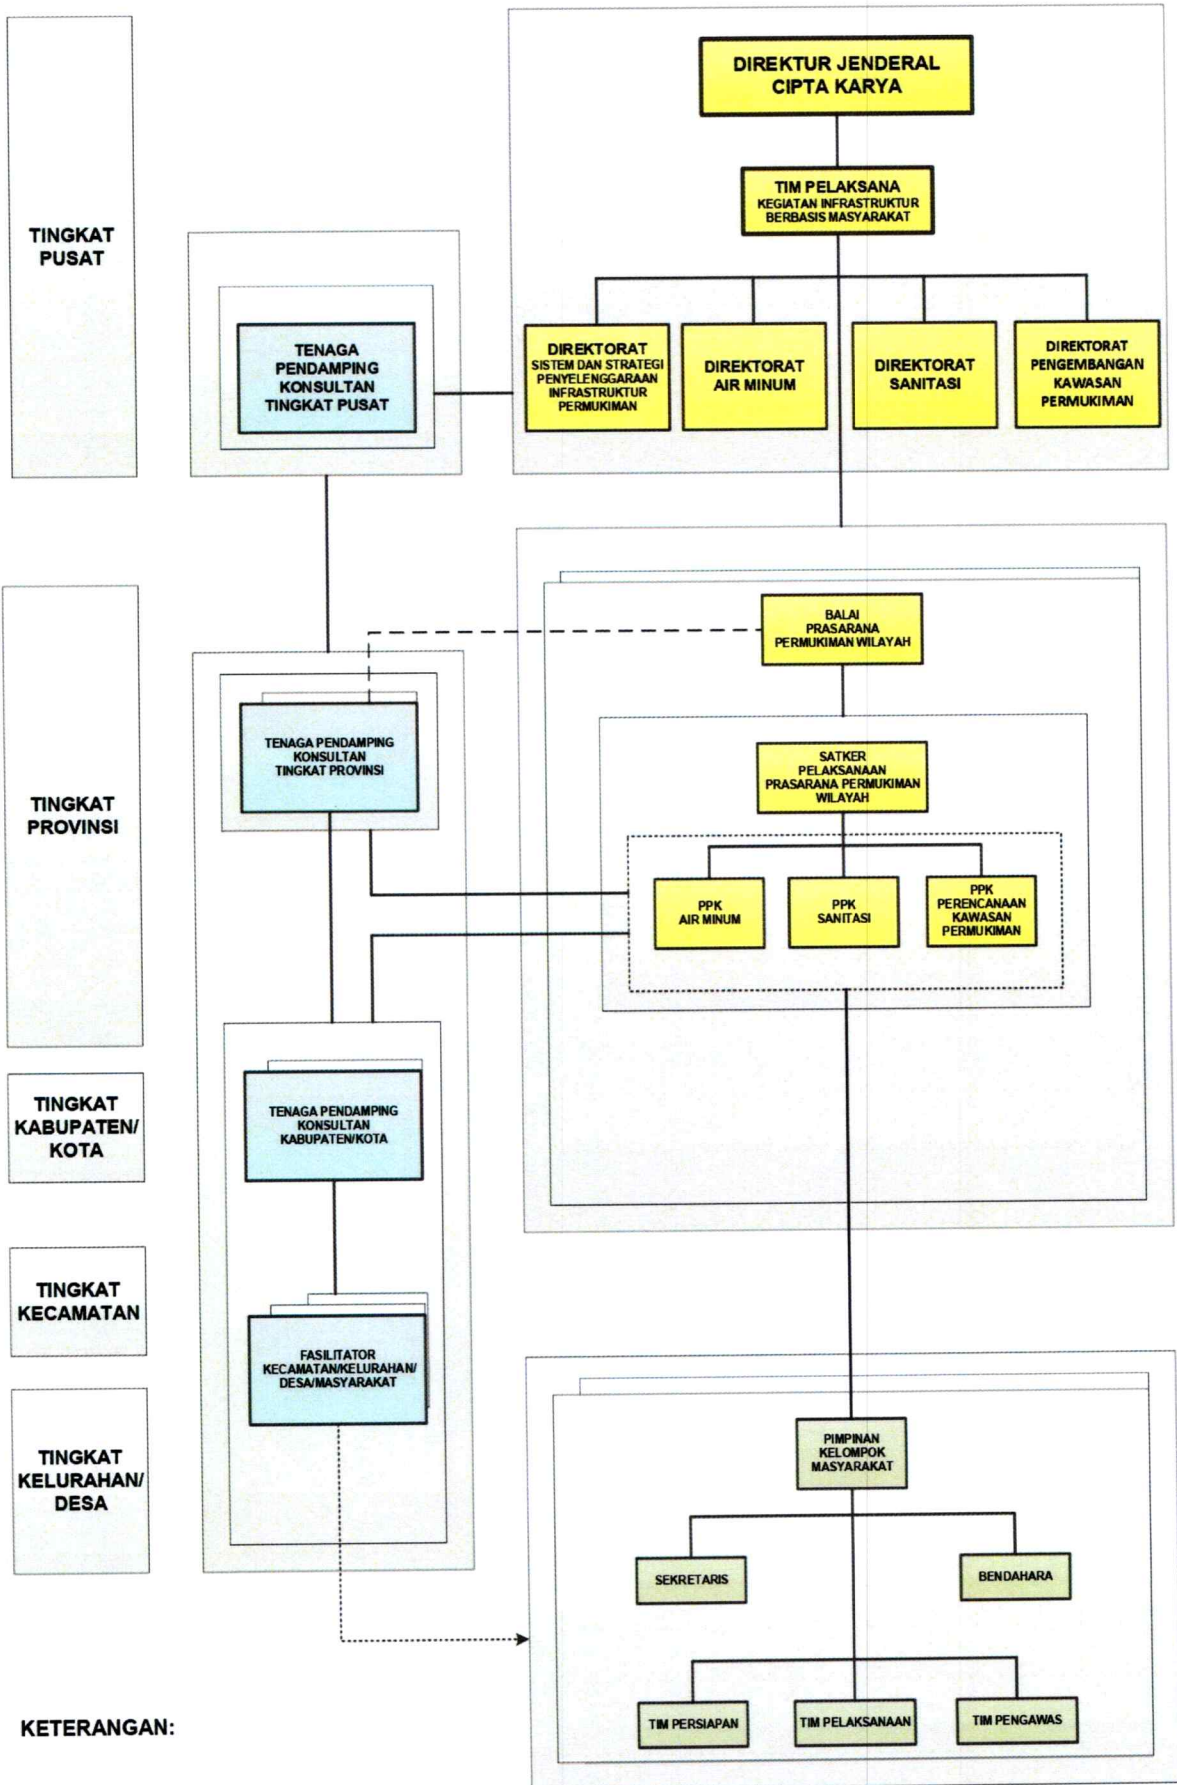 DIREKTUR JENDERAL
CIPTA KARYA
TIM PELAKSANA
KEGIATAN INFRASTRUKTUR
BERBASIS MASYARAKAT
TINGKAT
PUSAT
TENAGA
PENDAMPING
KONSULTAN
TINGKAT PUSAT
DIREKTORAT
SISTEM DAN STRATEGI
PENYELENGGARAAN
INFRASTRUKTUR
PERMUKIMAN
DIREKTORAT
AIR MINUM
DIREKTORAT
SANITASI
DIREKTORAT
PENGEMBANGAN
KAWASAN
PERMUKIMAN
BALAI
PRASARANA
PERMUKIMAN WILAYAH
TINGKAT
PROVINSI
TENAGA PENDAMPING
KONSULTAN
TINGKAT PROVINSI
SATKER
PELAKSANAAN
PRASARANA PERMUKIMAN
WILAYAH
PPK
AIR MINUM
PPK
SANITASI
PPK
PERENCANAAN
KAWASAN
PERMUKIMAN
TINGKAT
KABUPATEN/
KOTA
TENAGA PENDAMPING
KONSULTAN
KABUPATEN/KOTA
TINGKAT
KECAMATAN
FASILITATOR
KECAMATAN/KELURAHAN/
DESA/MASYARAKAT
TINGKAT
KELURAHAN/
DESA
PIMPINAN
KELOMPOK
MASYARAKAT
SEKRETARIS
BENDAHARA
TIM PERSIAPAN
TIM PELAKSANAAN
TIM PENGAWAS
KETERANGAN: